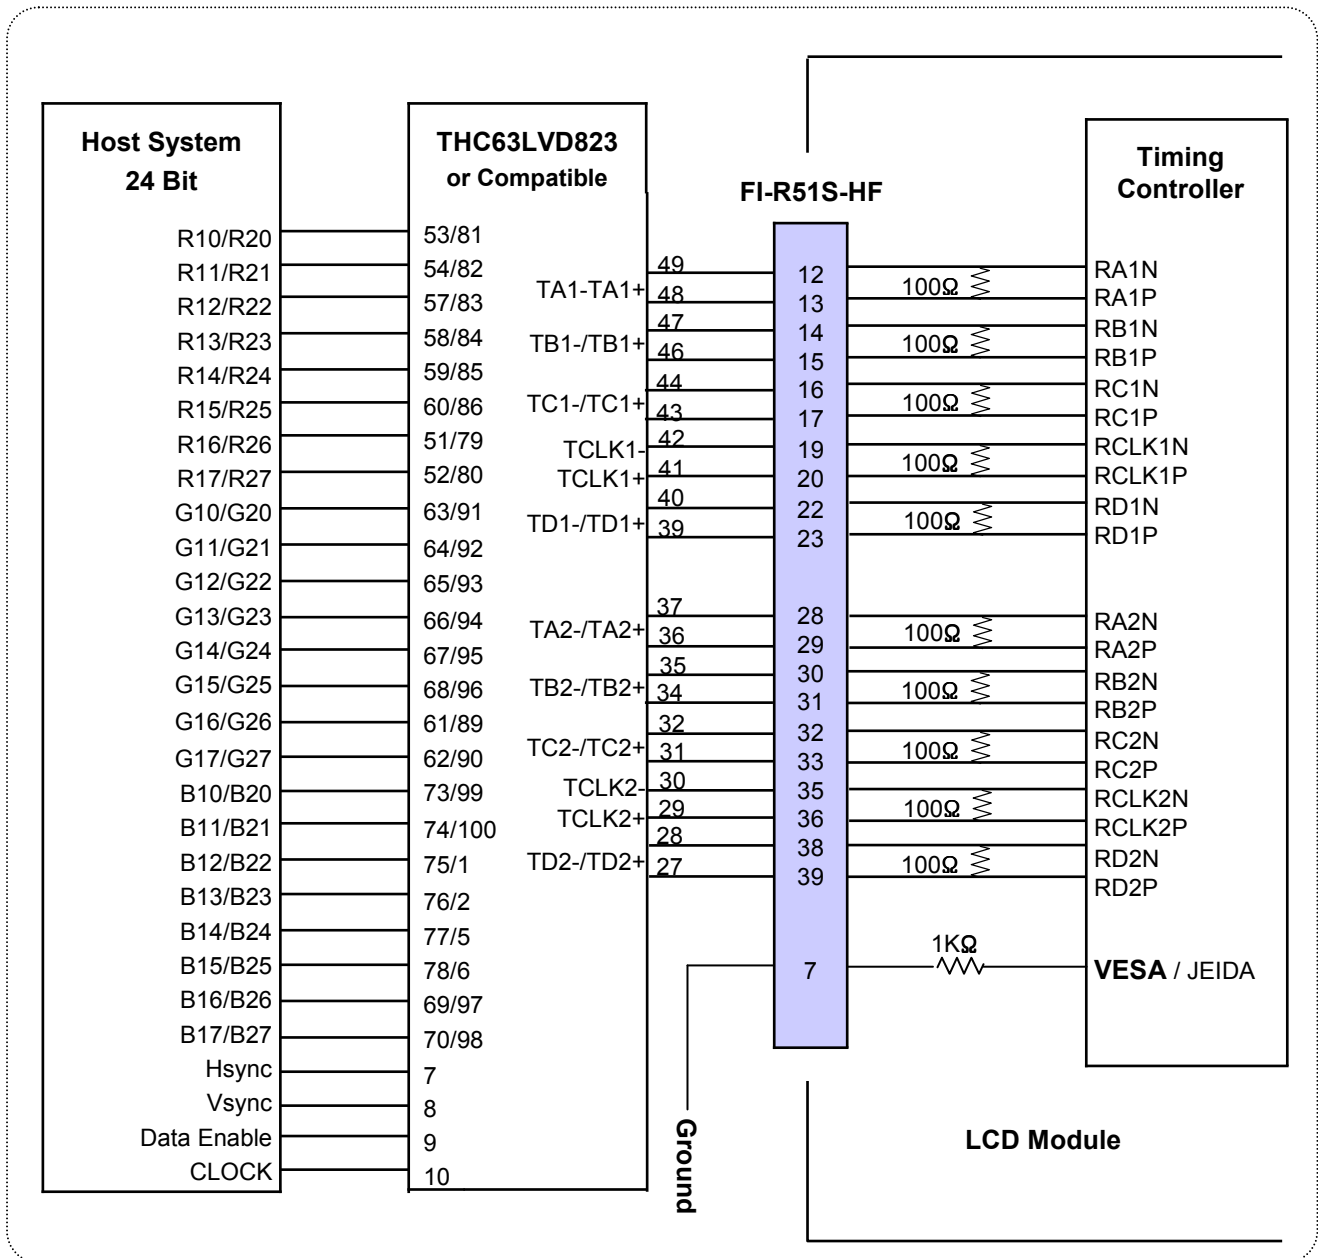 Host System
24 Bit
R10/R20
R11/R21
R12/R22
R13/R23
R14/R24
R15/R25
R16/R26
R17/R27
G10/G20
G11/G21
G12/G22
G13/G23
G14/G24
G15/G25
G16/G26
G17/G27
B10/B20
B11/B21
B12/B22
B13/B23
B14/B24
B15/B25
B16/B26
B17/B27
Hsync
Vsync
Data Enable
CLOCK
THC63LVD823
or Compatible
53/81
54/82
57/83
58/84
59/85
60/86
51/79
52/80
63/91
64/92
65/93
66/94
67/95
68/96
61/89
62/90
73/99
74/100
75/1
76/2
77/5
78/6
69/97
70/98
7
8
9
10
TA1-TA1+
TB1-/TB1+
TC1-/TC1+
TCLK1-
TCLK1+
TD1-/TD1+
TA2-/TA2+
TB2-/TB2+
TC2-/TC2+
TCLK2-
TCLK2+
TD2-/TD2+
49
48
47
46
44
43
42
41
40
39
37
36
35
34
32
31
30
29
28
27
Ground
FI-R51S-HF
12
13
14
15
16
17
19
20
22
23
28
29
30
31
32
33
35
36
38
39
7
100Ω
100Ω
100Ω
100Ω
100Ω
100Ω
100Ω
100Ω
100Ω
100Ω
1KΩ
Timing
Controller
RA1N
RA1P
RB1N
RB1P
RC1N
RC1P
RCLK1N
RCLK1P
RD1N
RD1P
RA2N
RA2P
RB2N
RB2P
RC2N
RC2P
RCLK2N
RCLK2P
RD2N
RD2P
VESA / JEIDA
LCD Module